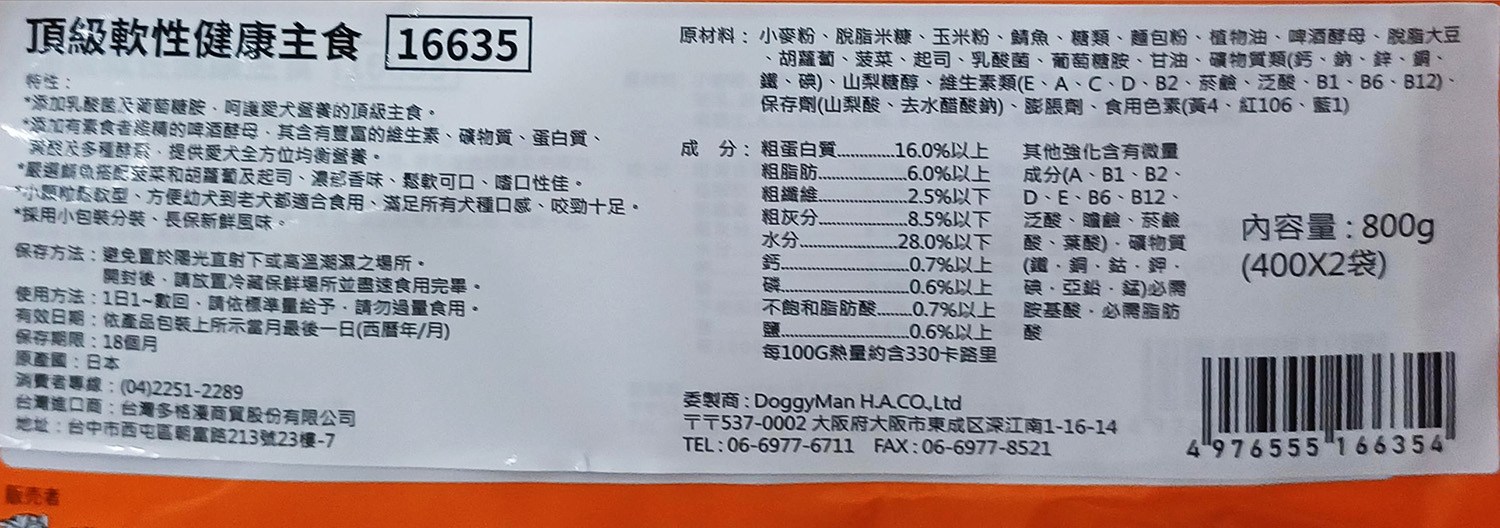 頂級軟性健康主食 16635
特性：
*添加乳酸菌及葡萄糖胺，呵護愛犬營養的頂級主食。
*添加有素食者維精的啤酒酵母，其含有豐富的維生素、礦物質、蛋白質、
及多種酵素，提供愛犬全方位均衡營養。
*嚴選鯖魚搭配菠菜和胡蘿蔔及起司、濃郁香味、鬆軟可口、嗜口性佳。
*小顆粒鬆軟型、方便幼犬到老犬都適合食用、滿足所有犬種口感、咬勁十足。
*採用小包裝分裝、長保新鮮風味。
保存方法：避免置於陽光直射下或高溫潮濕之場所。
開封後，請放置冷藏保鮮場所並盡速食用完畢。
使用方法：1日1~數回，請依標準量給予，請勿過量食用。
有效日期：依產品包裝上所示當月最後一日(西曆年/月)
保存期限：18個月
原產國：日本
消費者專線：(04)2251-2289
台灣進口商：台灣多格漫商貿股份有限公司
地址：台中市西屯區朝富路213號23樓-7
原材料：小麥粉、脫脂米糠、玉米粉、鯖魚、糖類、麵包粉、植物油、啤酒酵母、脫脂大豆
、胡蘿蔔、菠菜、起司、乳酸菌、葡萄糖胺、甘油、礦物質類(鈣、鈉、鋅、銅、
鐵、碘)、山梨糖醇、維生素類(E、A、C、D、B2、菸鹼、泛酸、B1、B6、B12)、
保存劑(山梨酸、去水醋酸鈉)、膨脹劑、食用色素(黃4、紅106、藍1)
成 分：粗蛋白質..............16.0%以上
粗脂肪....................6.0%以上
粗纖維....................2.5%以下
粗灰分....................8.5%以下
水分......................28.0%以下
鈣..........................0.7%以上
磷..........................0.6%以上
不飽和脂肪酸........0.7%以上
鹽..........................0.6%以上
每100G熱量約含330卡路里
其他強化含有微量
成分(A、B1、B2、
D、E、B6、B12、
泛酸、膽鹼、菸鹼
酸、葉酸)，礦物質
(鐵，銅，鈷，鉀，
碘，亞鉛，錳)必需
胺基酸，必需脂肪
酸
內容量：800g
(400X2袋)
委製商：DoggyMan H.A.CO.,Ltd
〒〒537-0002 大阪府大阪市東成区深江南1-16-14
TEL：06-6977-6711 FAX：06-6977-8521
4 976555 166354
販売者